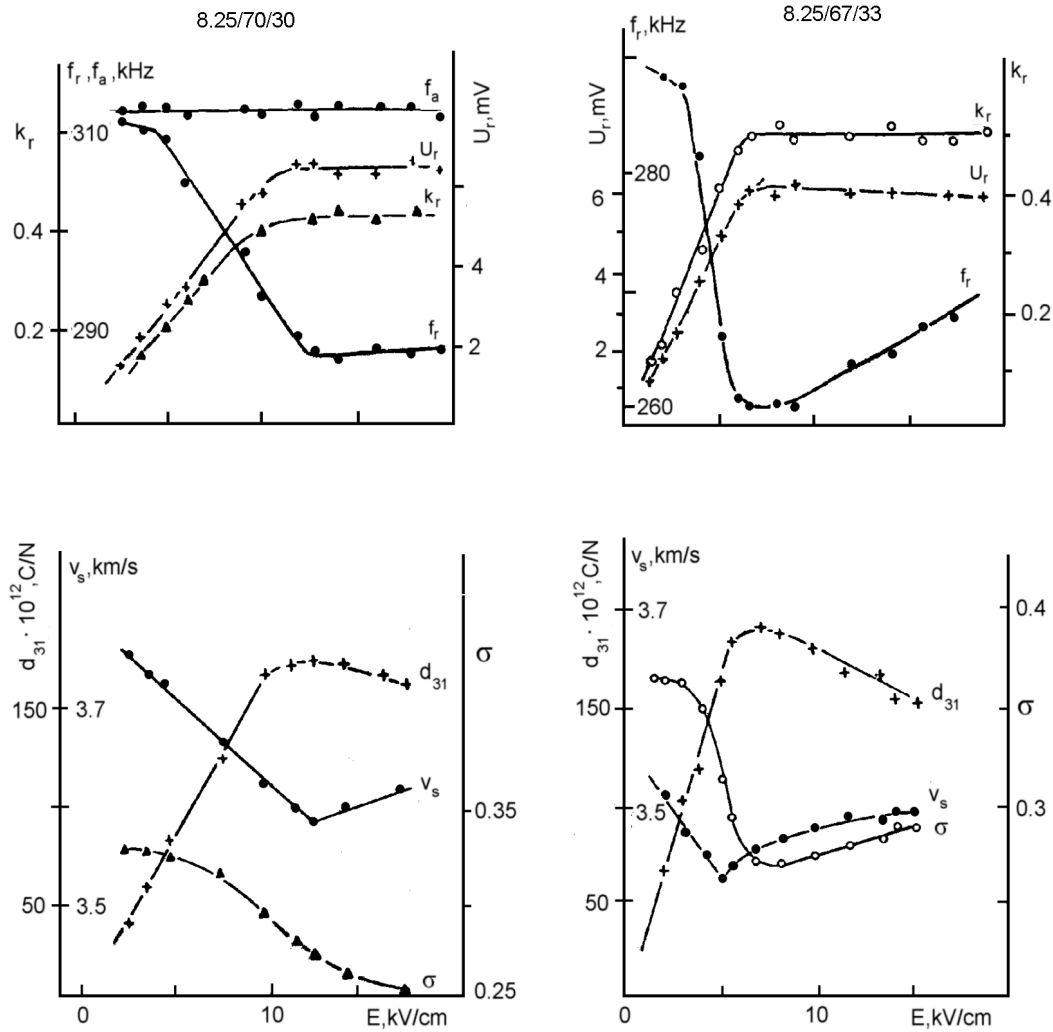 8.25/70/30
8.25/67/33
f_r ,f_a ,kHz
U_r ,mV
k_r
310
f_a
U_r
k_r
0.4
4
0.2
290
f_r
2
f_r ,kHz
k_r
U_r ,mV
k_r
280
6
U_r
0.4
4
f_r
0.2
2
260
d_31 · 10^12 ,C/N
v_s ,km/s
σ
d_31
150
3.7
v_s
0.35
50
3.5
σ
0.25
0
10
E,kV/cm
d_31 · 10^12 ,C/N
v_s ,km/s
3.7
0.4
d_31
150
σ
3.5
v_s
0.3
σ
50
0
10
E,kV/cm